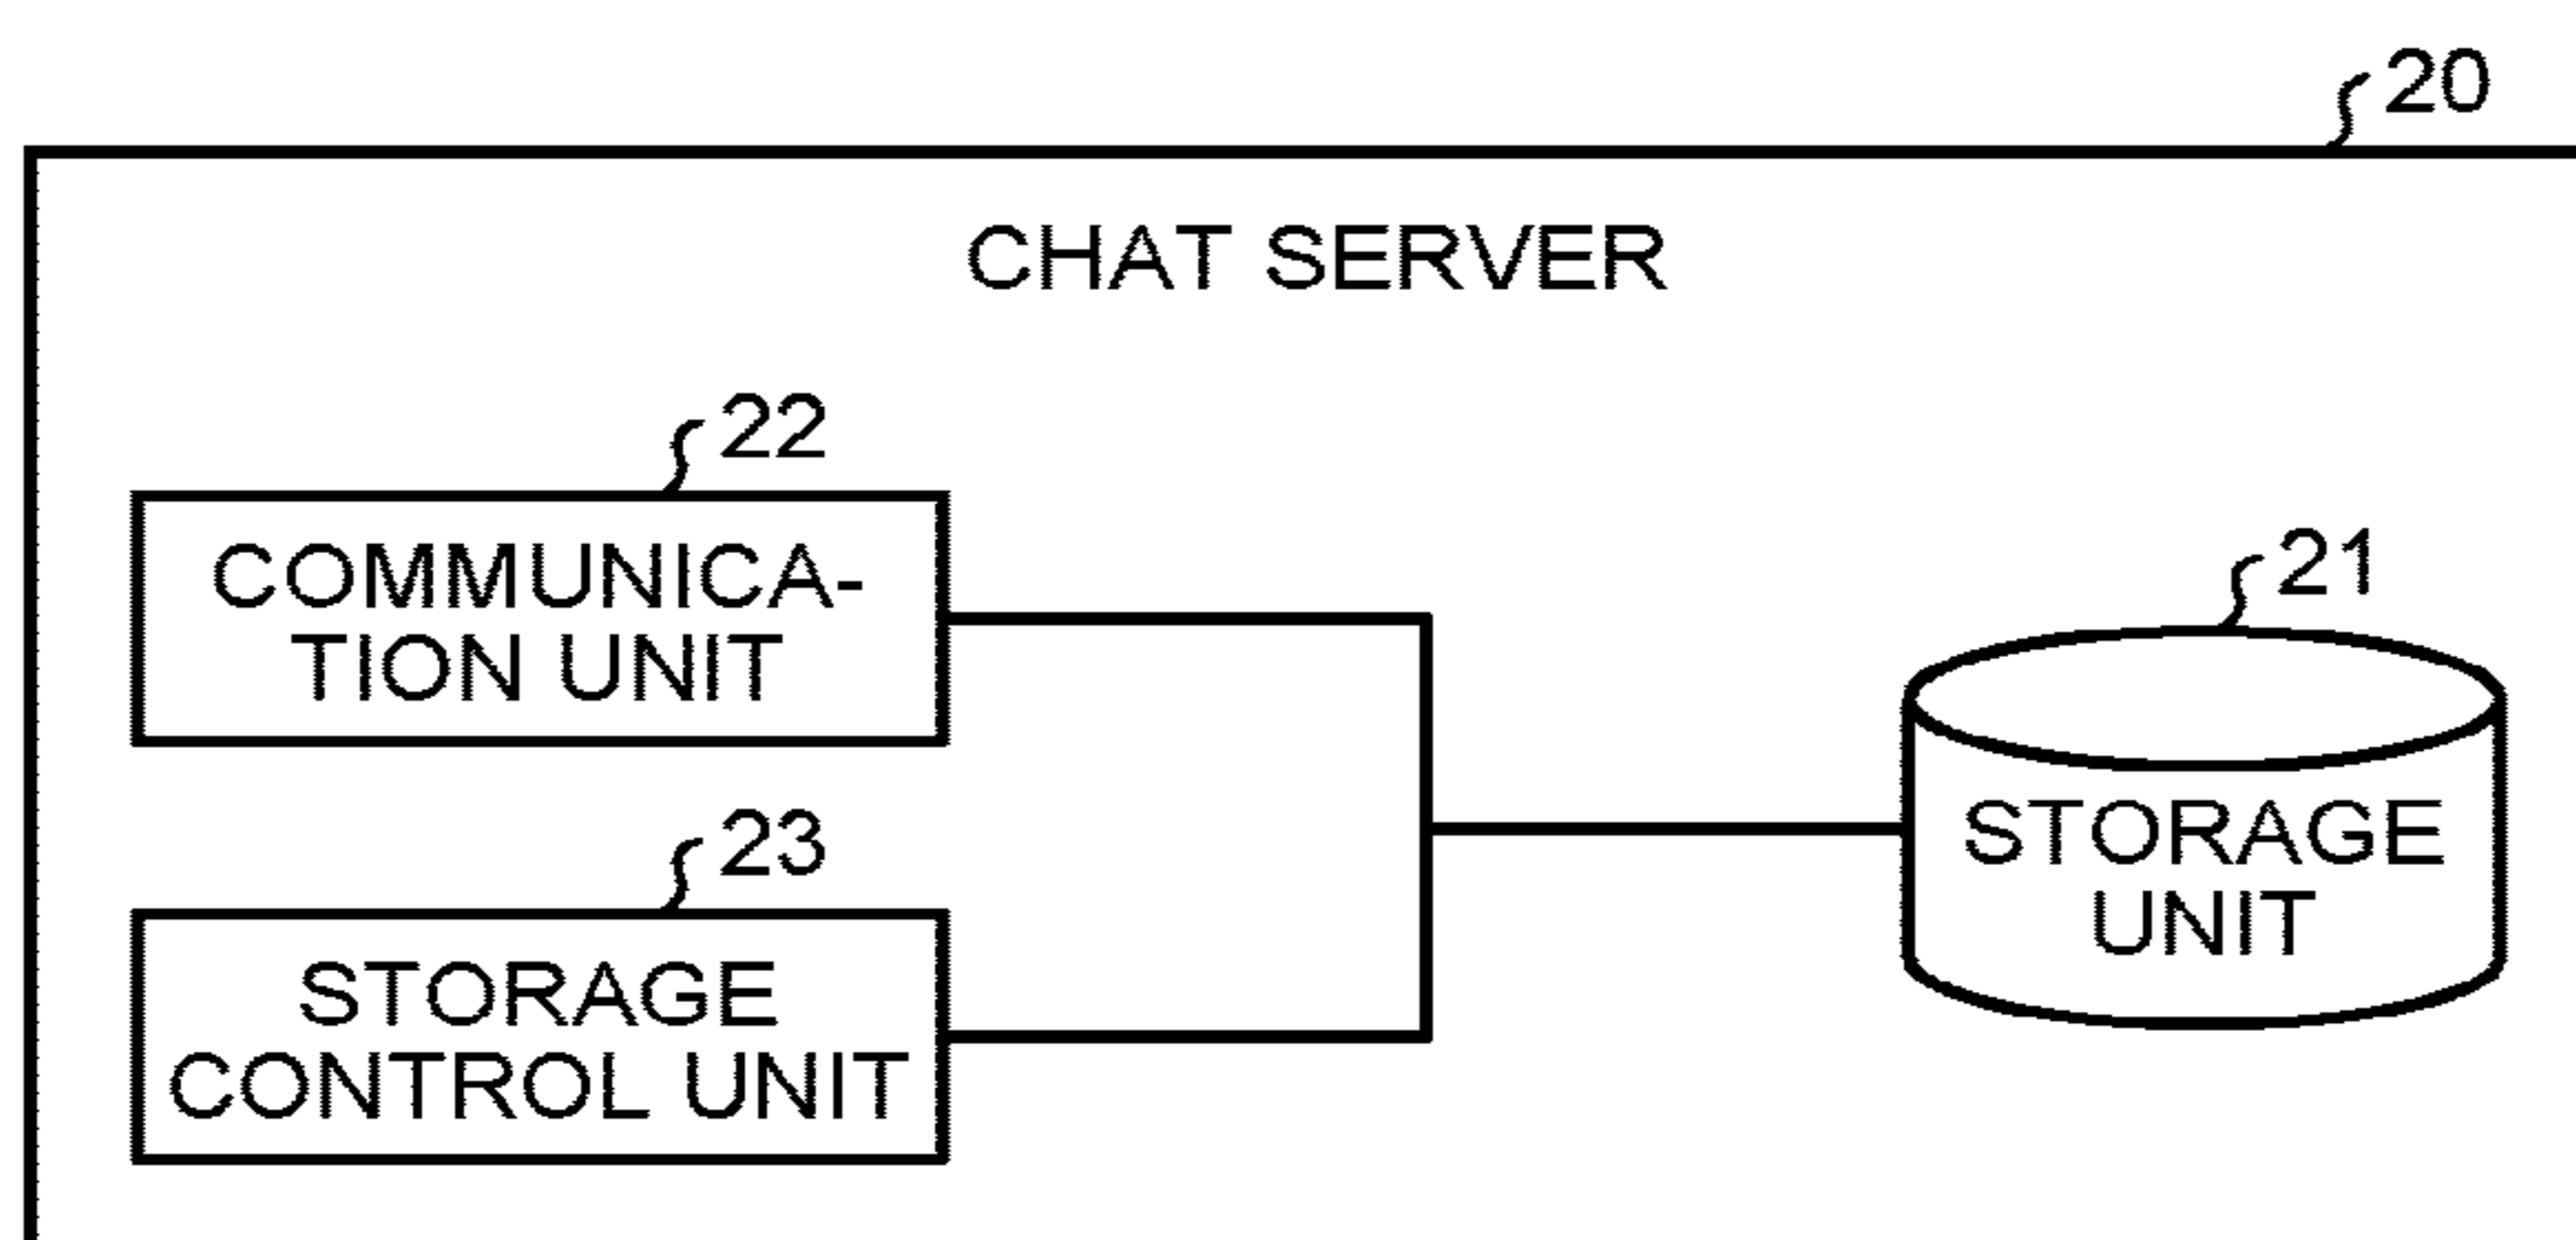 20
CHAT SERVER
22
COMMUNICA-
TION UNIT
21
STORAGE
UNIT
23
STORAGE
CONTROL UNIT